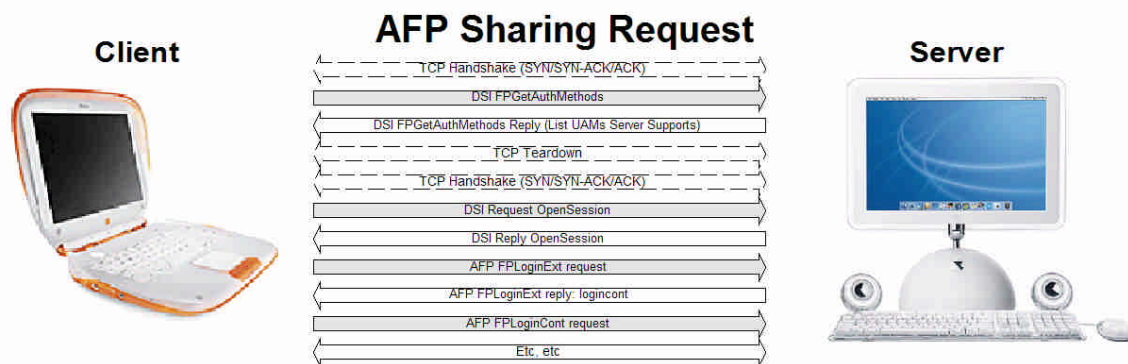 AFP Sharing Request
Client
Server
TCP Handshake (SYN/SYN-ACK/ACK)
DSI FPGetAuthMethods
DSI FPGetAuthMethods Reply (List UAMs Server Supports)
TCP Teardown
TCP Handshake (SYN/SYN-ACK/ACK)
DSI Request OpenSession
DSI Reply OpenSession
AFP FPLoginExt request
AFP FPLoginExt reply: logincont
AFP FPLoginCont request
Etc, etc